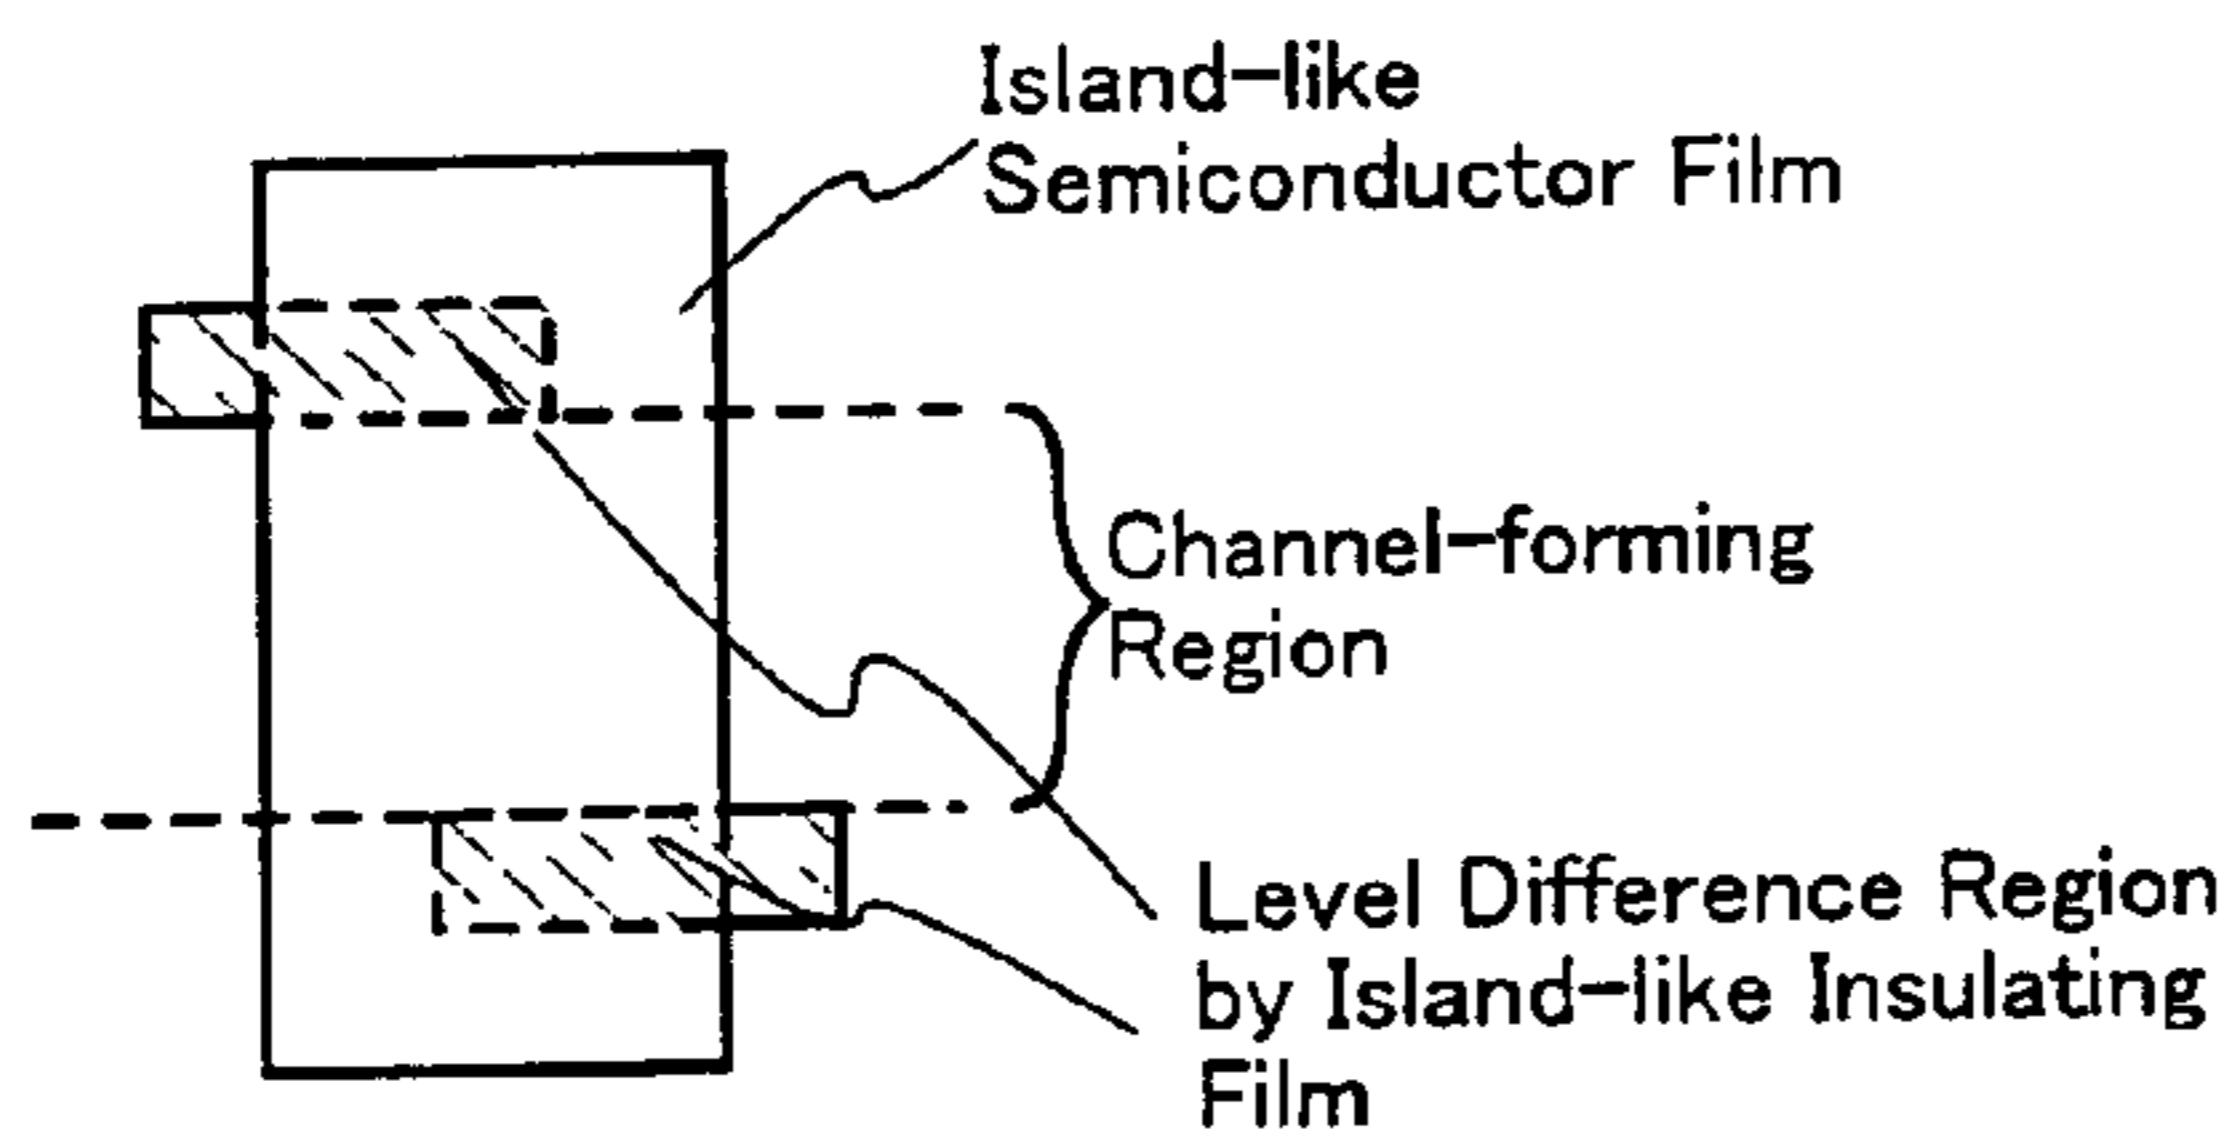 Island-like
Semiconductor Film
Channel-forming
Region
Level Difference Region
by Island-like Insulating
Film